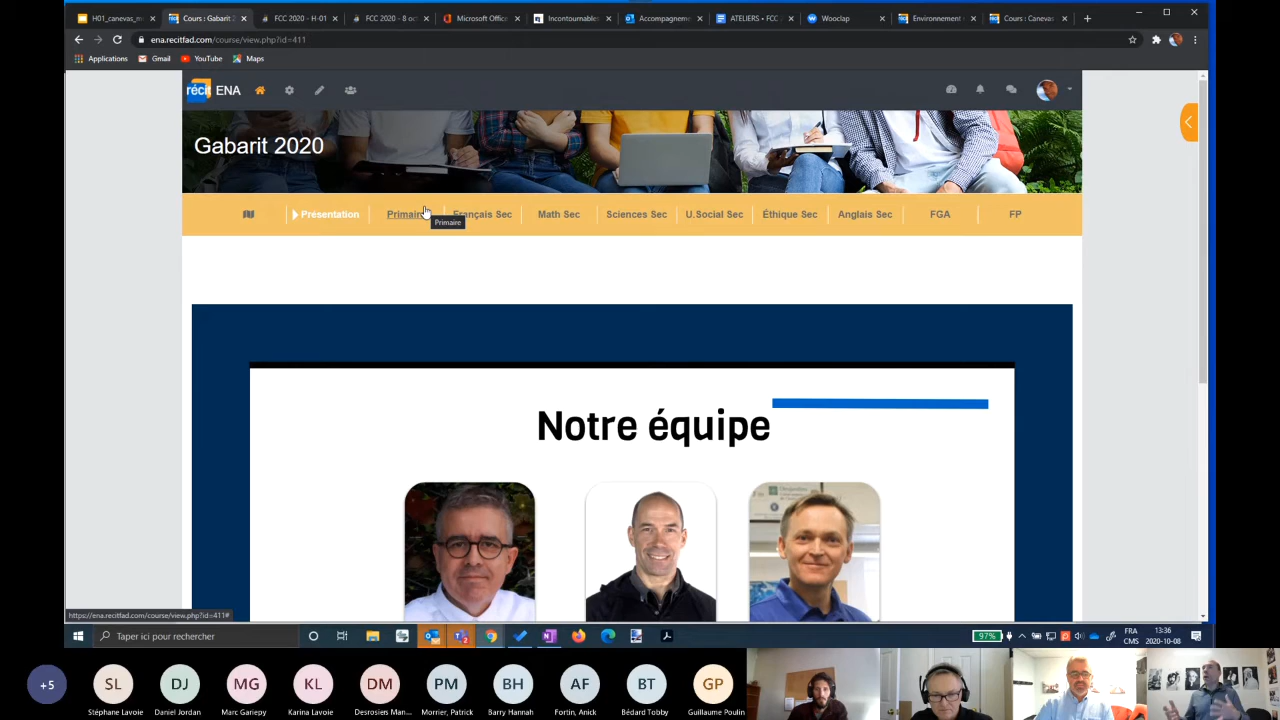 H01_canevas_m
Cours : Gabarit 2
FCC 2020 - H-01
FCC 2020 - 8 oc
Microsoft Office
Incontournables
Accompagneme
ATELIERS • FCC
Wooclap
Environnement
Cours : Canevas
ena.recitfad.com/course/view.php?id=411
Applications
Gmail
YouTube
Maps
récit ENA
Gabarit 2020
Présentation
Primaire
Français Sec
Math Sec
Sciences Sec
U.Social Sec
Éthique Sec
Anglais Sec
FGA
FP
Primaire
Notre équipe
https://ena.recitfad.com/course/view.php?id=411#
Taper ici pour rechercher
97%
FRA
CMS
13:36
2020-10-08
+5
SL
DJ
MG
KL
DM
PM
BH
AF
BT
GP
Stéphane Lavoie
Daniel Jordan
Marc Gariepy
Karina Lavoie
Desrosiers Man...
Morrier, Patrick
Barry Hannah
Fortin, Anick
Bédard Tobby
Guillaume Poulin